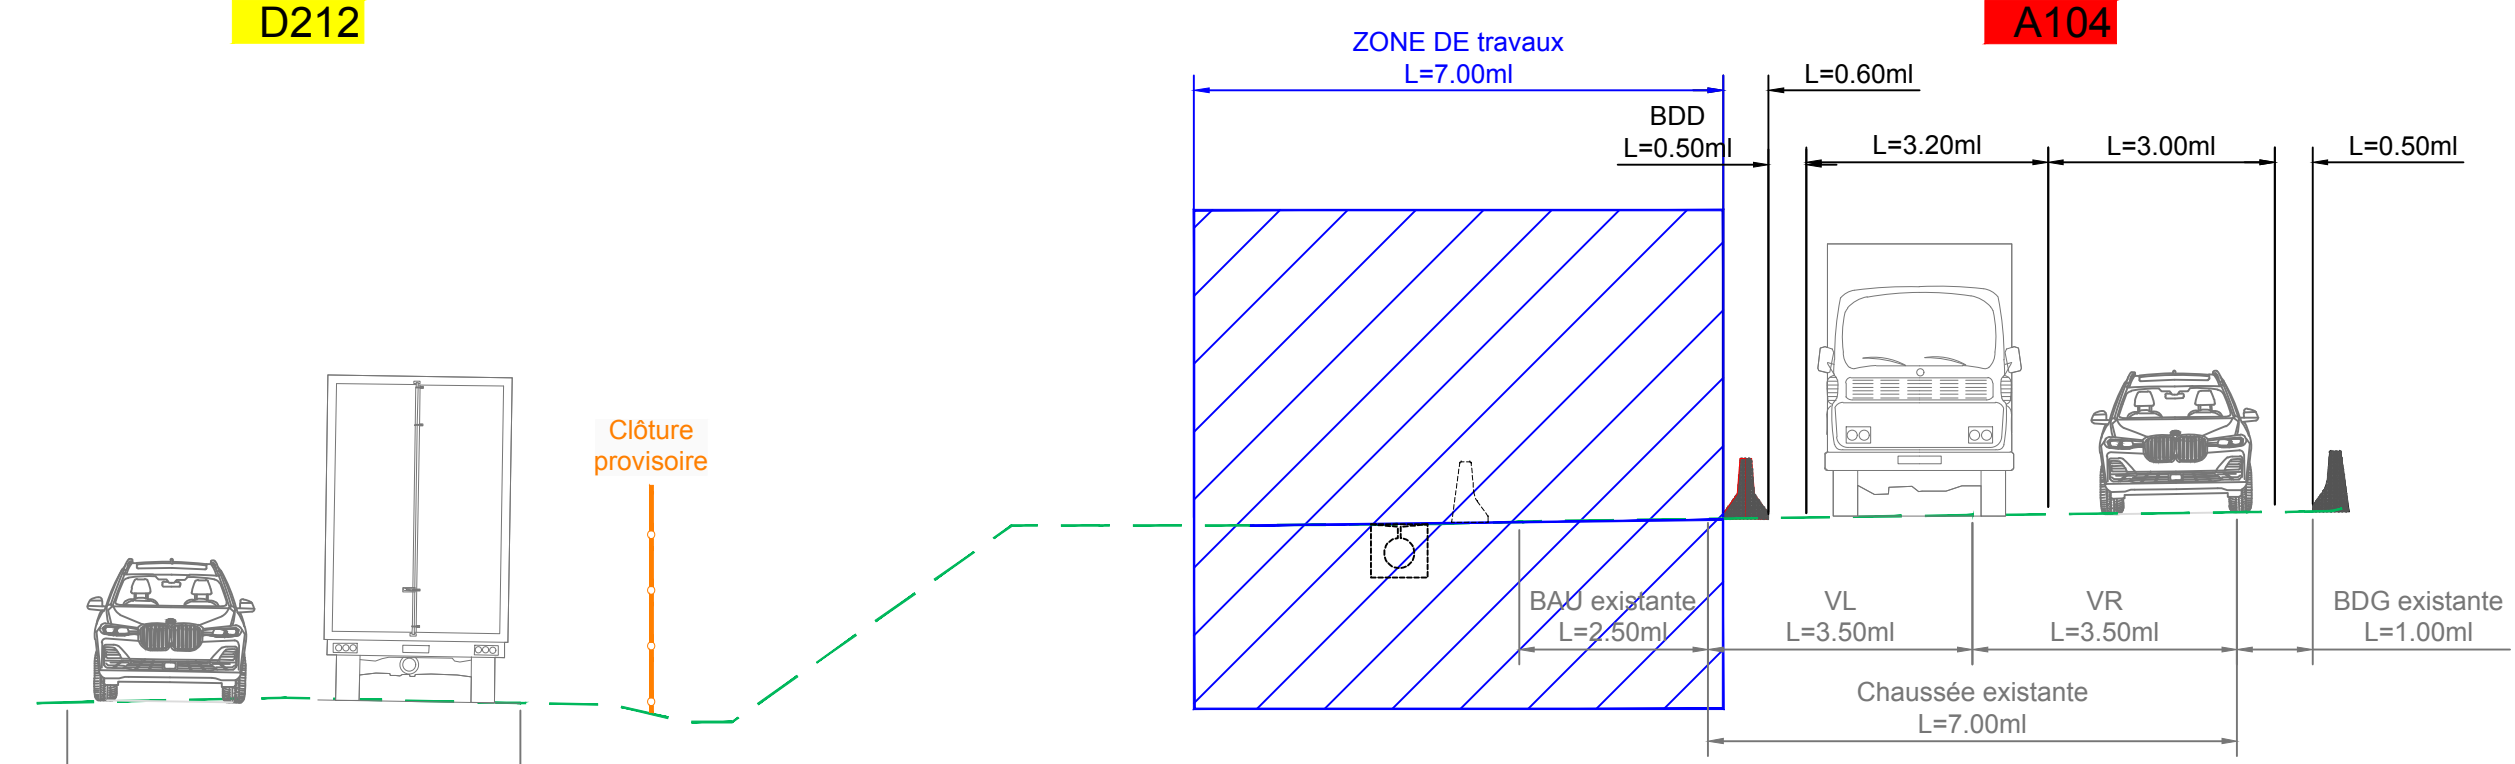 D212
A104
ZONE DE travaux
L=7.00ml
L=0.60ml
BDD
L=0.50ml
L=3.20ml
L=3.00ml
L=0.50ml
Clôture
provisoire
BAU existante
L=2.50ml
VL
L=3.50ml
VR
L=3.50ml
BDG existante
L=1.00ml
Chaussée existante
L=7.00ml